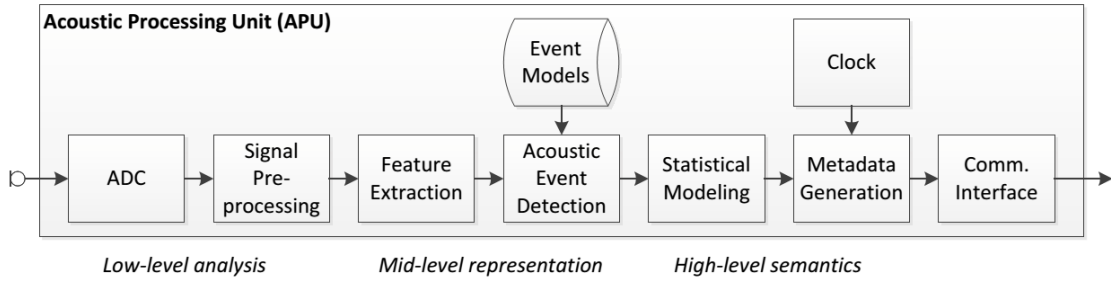 Acoustic Processing Unit (APU)
Event
Models
Clock
ADC
Signal
Pre-
processing
Feature
Extraction
Acoustic
Event
Detection
Statistical
Modeling
Metadata
Generation
Comm.
Interface
Low-level analysis
Mid-level representation
High-level semantics